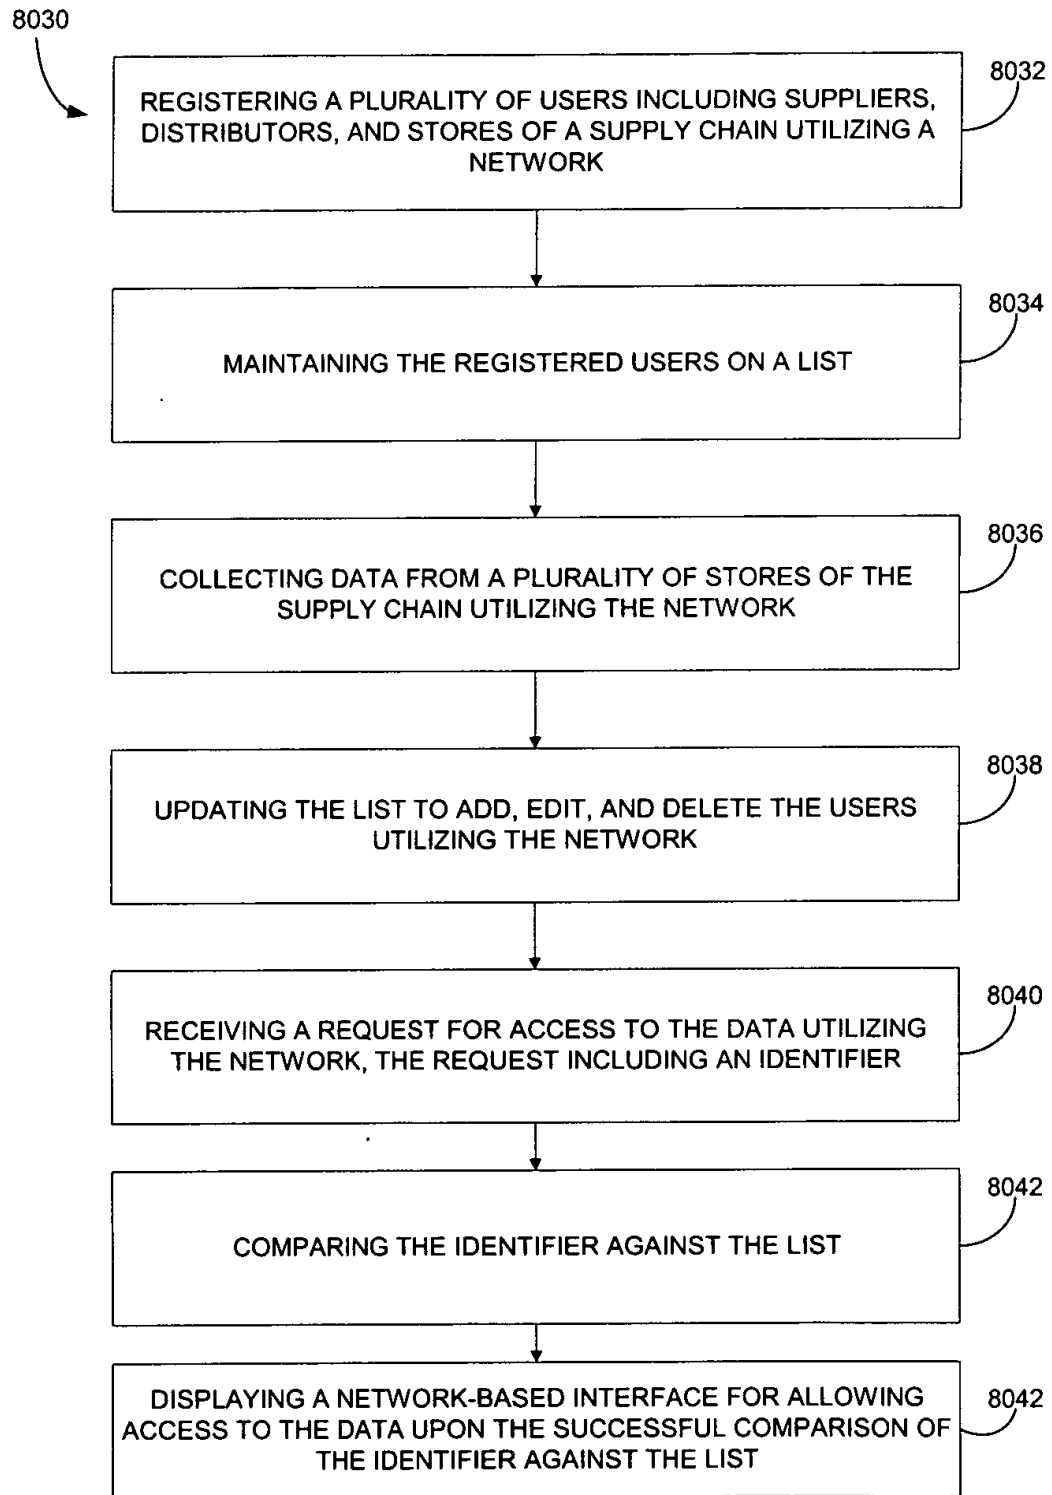 8030
8032
REGISTERING A PLURALITY OF USERS INCLUDING SUPPLIERS,
DISTRIBUTORS, AND STORES OF A SUPPLY CHAIN UTILIZING A
NETWORK
8034
MAINTAINING THE REGISTERED USERS ON A LIST
8036
COLLECTING DATA FROM A PLURALITY OF STORES OF THE
SUPPLY CHAIN UTILIZING THE NETWORK
8038
UPDATING THE LIST TO ADD, EDIT, AND DELETE THE USERS
UTILIZING THE NETWORK
8040
RECEIVING A REQUEST FOR ACCESS TO THE DATA UTILIZING
THE NETWORK, THE REQUEST INCLUDING AN IDENTIFIER
8042
COMPARING THE IDENTIFIER AGAINST THE LIST
8042
DISPLAYING A NETWORK-BASED INTERFACE FOR ALLOWING
ACCESS TO THE DATA UPON THE SUCCESSFUL COMPARISON OF
THE IDENTIFIER AGAINST THE LIST